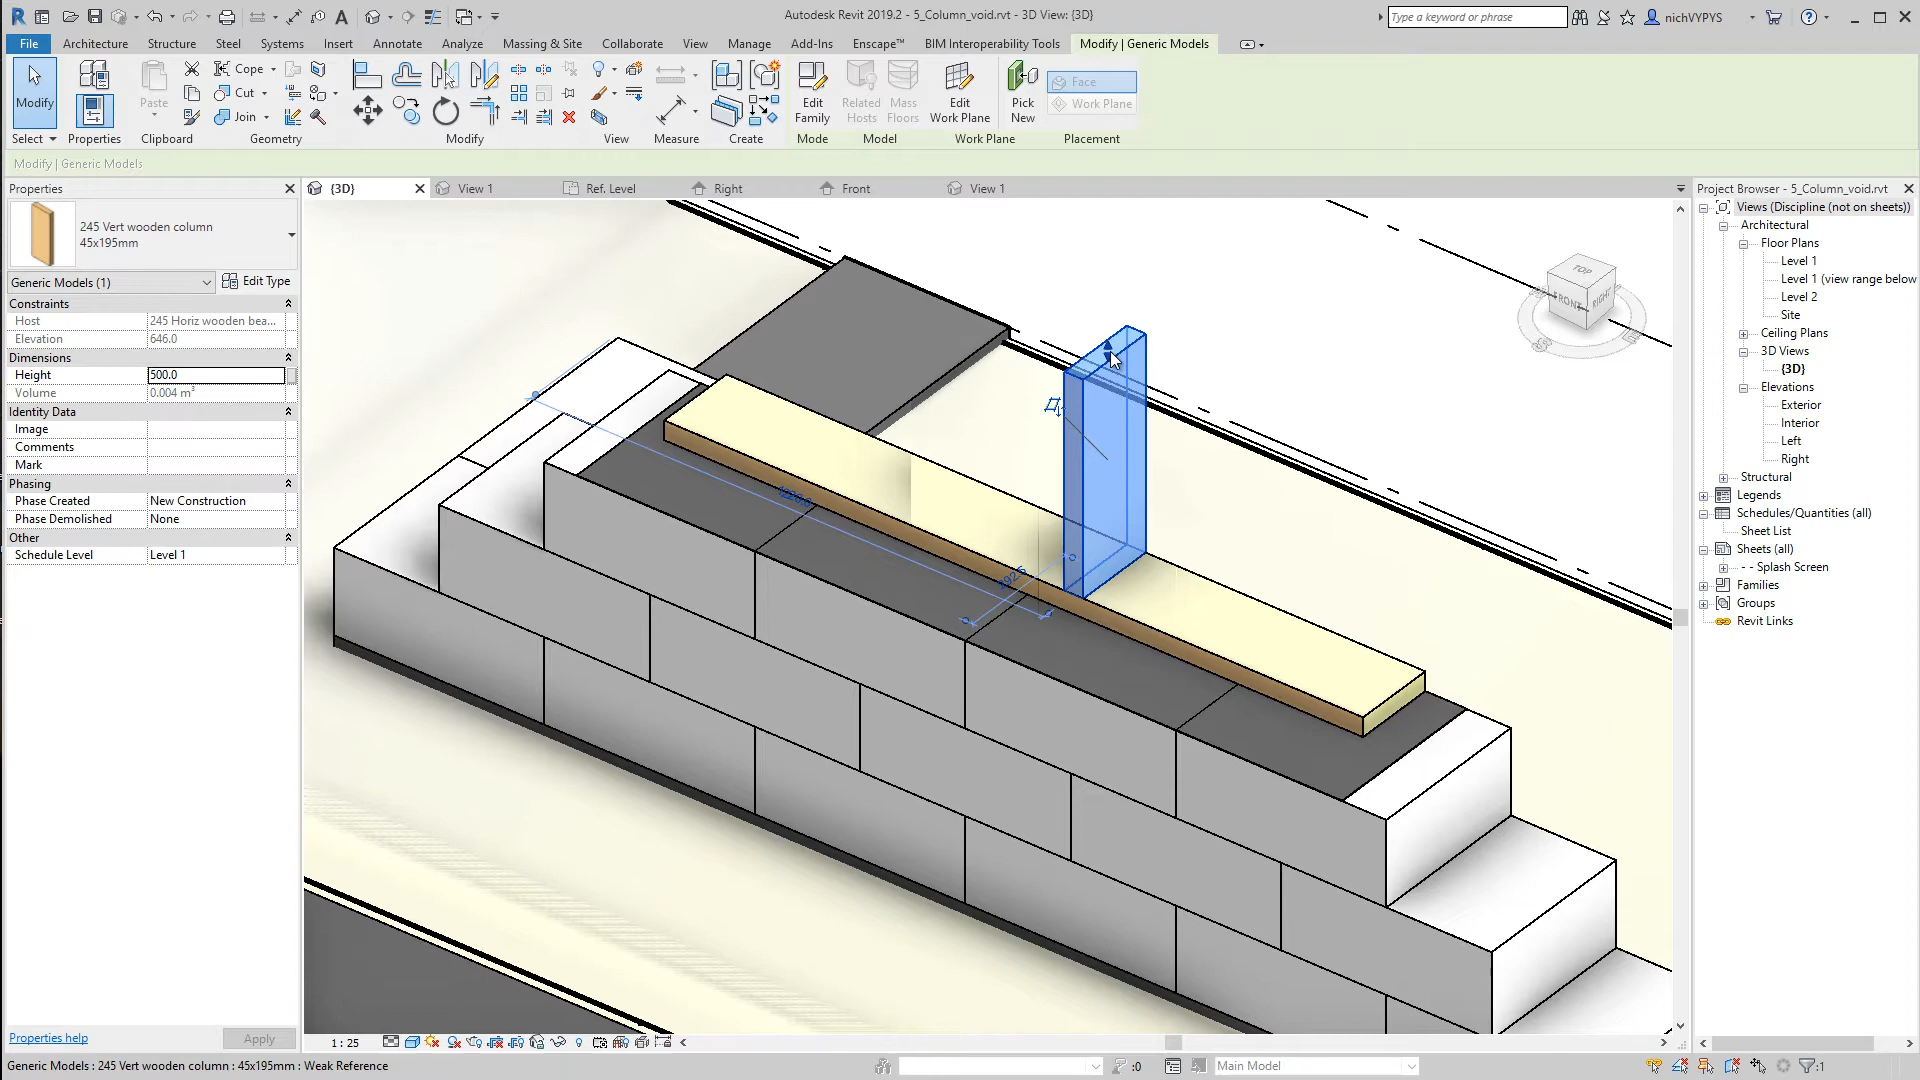 Autodesk Revit 2019.2 - 5_Column_void.rvt - 3D View: {3D}
Type a keyword or phrase
nichVYPYS
File
Architecture
Structure
Steel
Systems
Insert
Annotate
Analyze
Massing & Site
Collaborate
View
Manage
Add-Ins
Enscape™
BIM Interoperability Tools
Modify | Generic Models
Modify
Paste
Cope
Cut
Join
Edit
Family
Related
Hosts
Mass
Floors
Edit
Work Plane
Pick
New
Face
Work Plane
Select
Properties
Clipboard
Geometry
Modify
View
Measure
Create
Mode
Model
Work Plane
Placement
Modify | Generic Models
Properties
245 Vert wooden column
45x195mm
Generic Models (1)
Edit Type
Constraints
Host
245 Horiz wooden bea...
Elevation
646.0
Dimensions
Height
500.0
Volume
0.004 m³
Identity Data
Image
Comments
Mark
Phasing
Phase Created
New Construction
Phase Demolished
None
Other
Schedule Level
Level 1
Properties help
Apply
{3D}
View 1
Ref. Level
Right
Front
View 1
TOP
FRONT
RIGHT
1 : 25
Project Browser - 5_Column_void.rvt
Views (Discipline (not on sheets))
Architectural
Floor Plans
Level 1
Level 1 (view range below
Level 2
Site
Ceiling Plans
3D Views
{3D}
Elevations
Exterior
Interior
Left
Right
Structural
Legends
Schedules/Quantities (all)
Sheet List
Sheets (all)
- - Splash Screen
Families
Groups
Revit Links
Generic Models : 245 Vert wooden column : 45x195mm : Weak Reference
:0
Main Model
:1